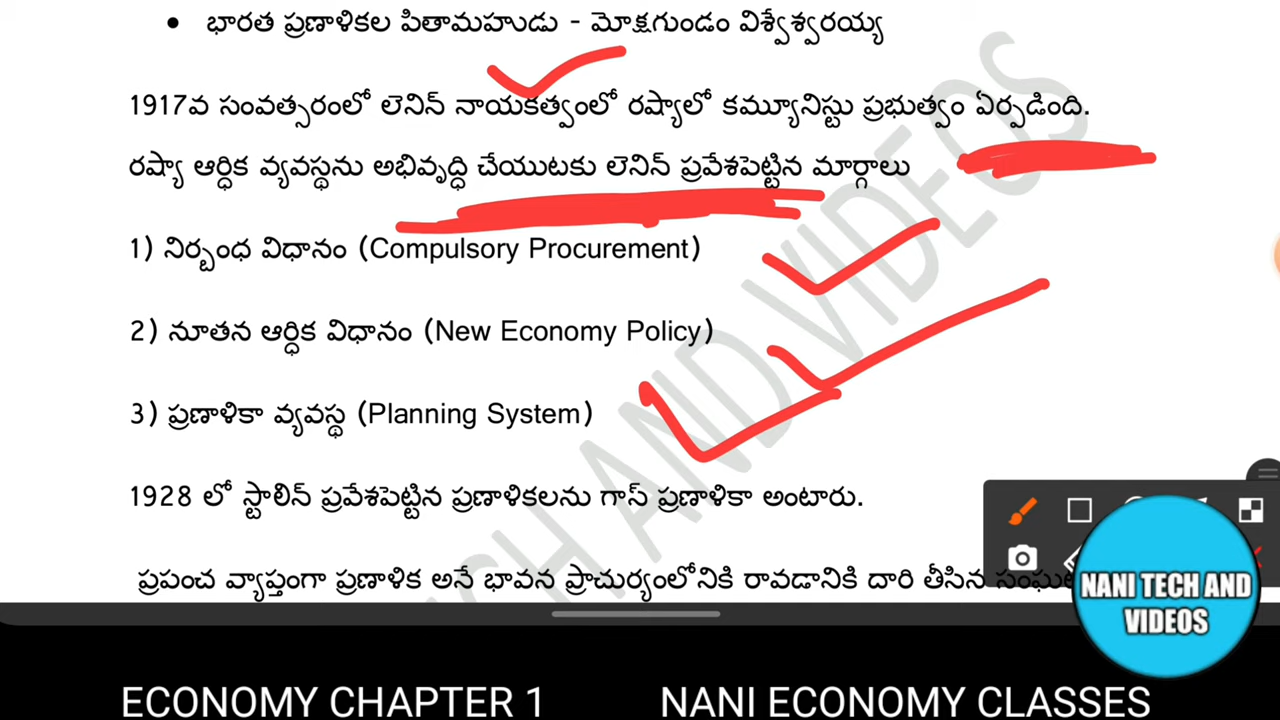 • భారత ప్రణాళికల పితామహుడు - మోక్షగుండం విశ్వేశ్వరయ్య
1917వ సంవత్సరంలో లెనిన్ నాయకత్వంలో రష్యాలో కమ్యూనిస్టు ప్రభుత్వం ఏర్పడింది.
రష్యా ఆర్ధిక వ్యవస్థను అభివృద్ధి చేయుటకు లెనిన్ ప్రవేశపెట్టిన మార్గాలు
1) నిర్బంధ విధానం (Compulsory Procurement)
2) నూతన ఆర్ధిక విధానం (New Economy Policy)
3) ప్రణాళికా వ్యవస్థ (Planning System)
1928 లో స్టాలిన్ ప్రవేశపెట్టిన ప్రణాళికలను గాస్ ప్రణాళికా అంటారు.
ప్రపంచ వ్యాప్తంగా ప్రణాళిక అనే భావన ప్రాచుర్యంలోనికి రావడానికి దారి తీసిన
AND VIDEOS
NANI TECH AND
VIDEOS
ECONOMY CHAPTER 1 NANI ECONOMY CLASSES